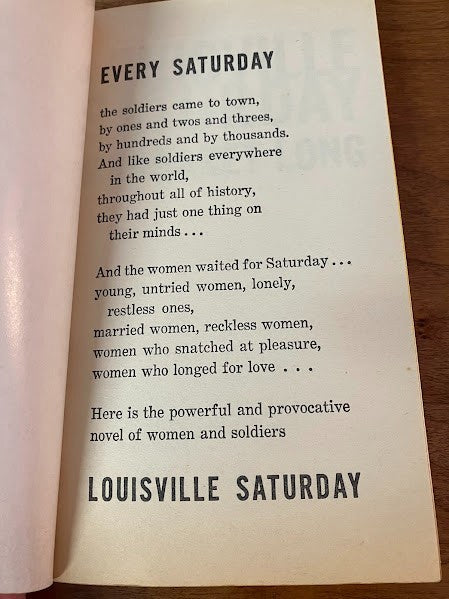 EVERY SATURDAY
the soldiers came to town,
by ones and twos and threes,
by hundreds and by thousands.
And like soldiers everywhere
in the world,
throughout all of history,
they had just one thing on
their minds...
And the women waited for Saturday...
young, untried women, lonely,
restless ones,
married women, reckless women,
women who snatched at pleasure,
women who longed for love . . .
Here is the powerful and provocative
novel of women and soldiers
LOUISVILLE SATURDAY